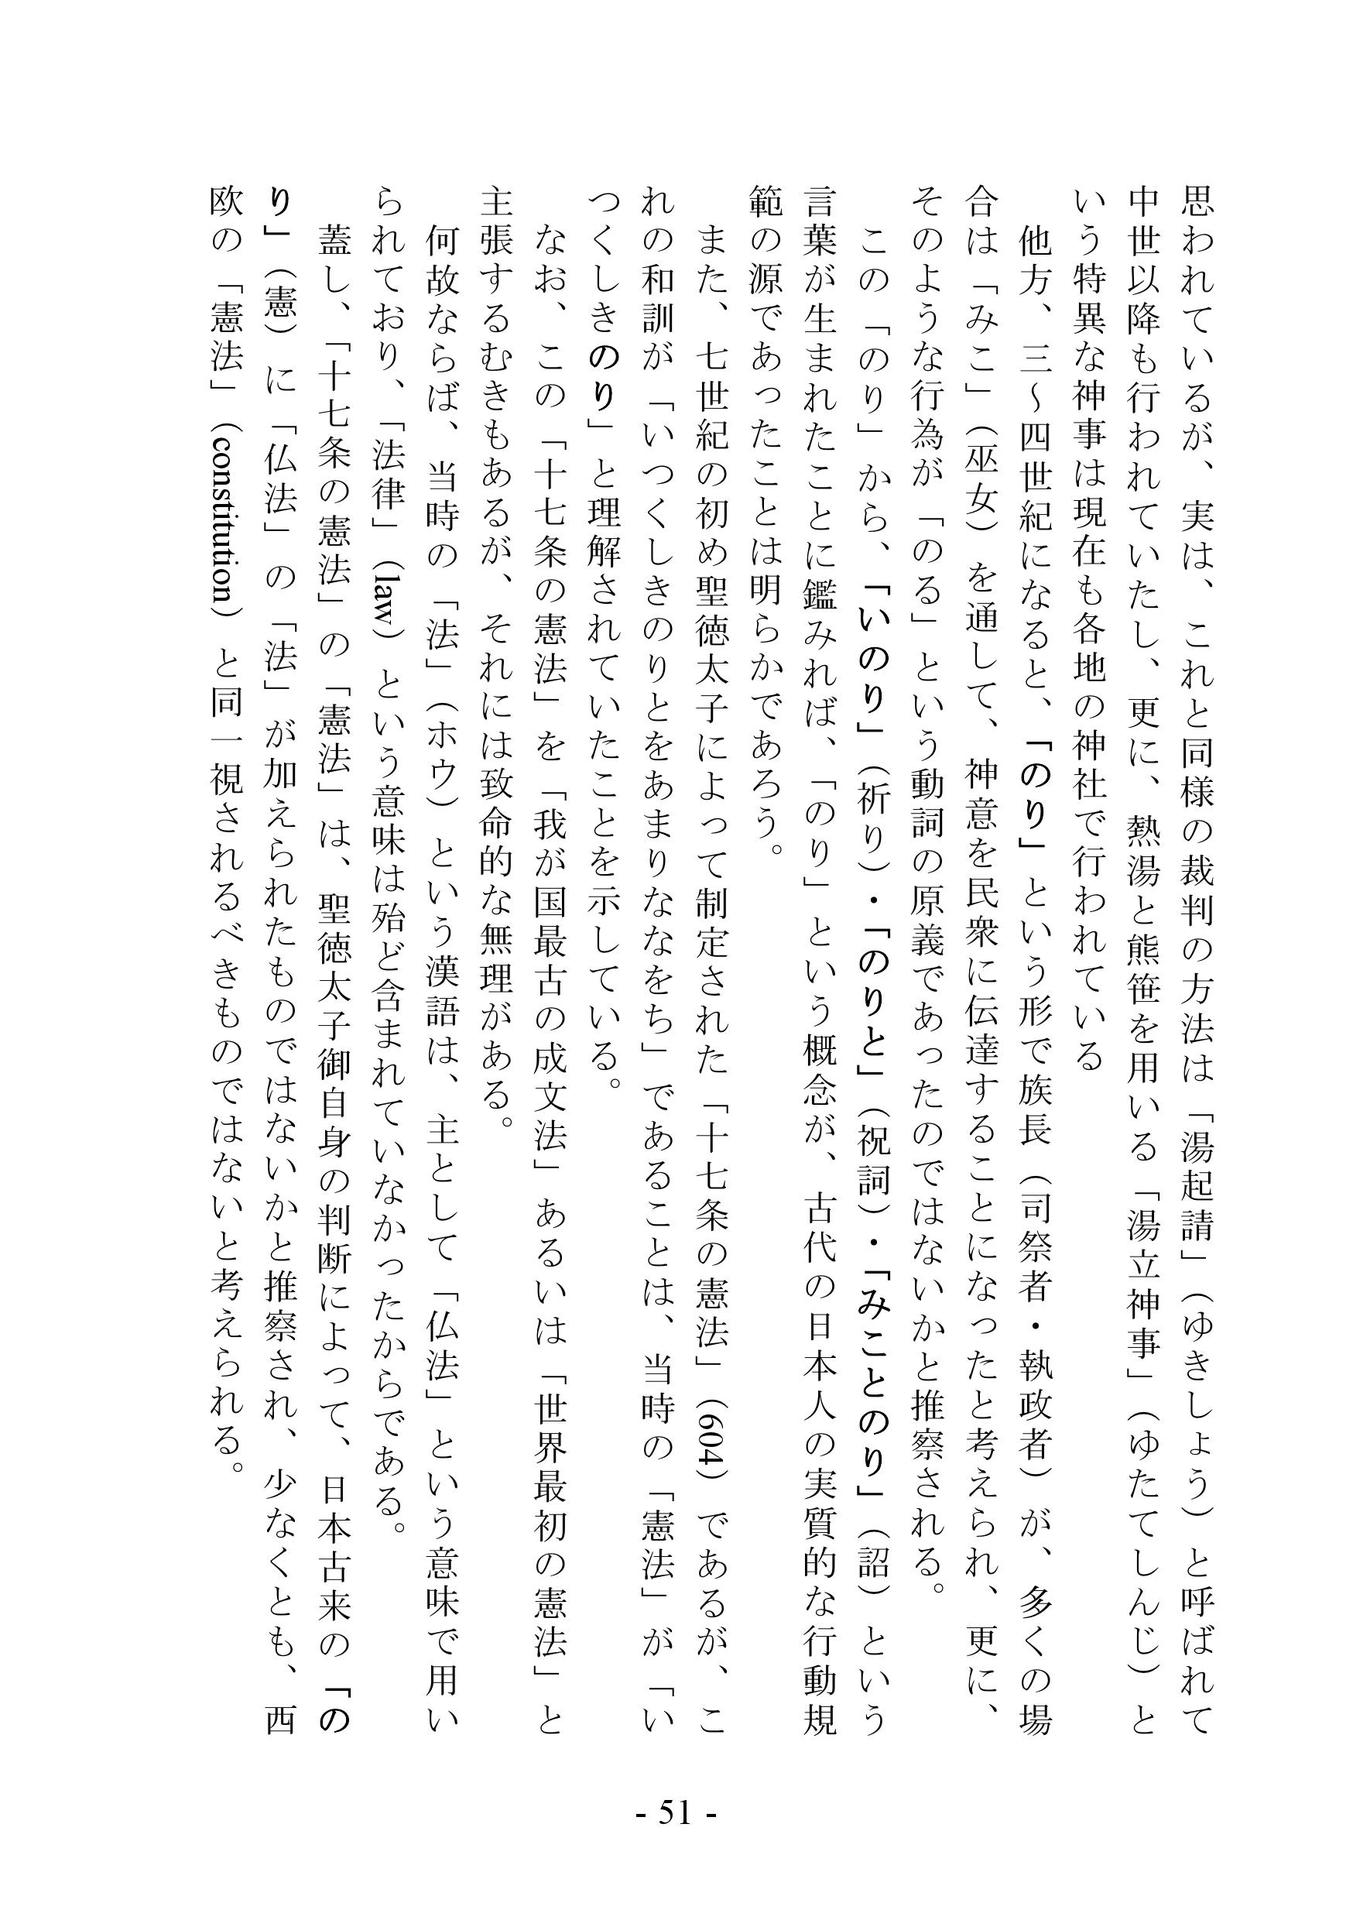 思われているが、実は、これと同様の裁判の方法は「湯起請」（ゆきしょう）と呼ばれて
中世以降も行われていたし、更に、熱湯と熊笹を用いる「湯立神事」（ゆたてしんじ）と
いう特異な神事は現在も各地の神社で行われている
　他方、三～四世紀になると、「のり」という形で族長（司祭者・執政者）が、多くの場
合は「みこ」（巫女）を通して、神意を民衆に伝達することになったと考えられ、更に、
そのような行為が「のる」という動詞の原義であったのではないかと推察される。
　この「のり」から、「いのり」（祈り）・「のりと」（祝詞）・「みことのり」（詔）という
言葉が生まれたことに鑑みれば、「のり」という概念が、古代の日本人の実質的な行動規
範の源であったことは明らかであろう。
　また、七世紀の初め聖徳太子によって制定された「十七条の憲法」（604）であるが、こ
れの和訓が「いつくしきのりとをあまりななをち」であることは、当時の「憲法」が「い
つくしきのり」と理解されていたことを示している。
　なお、この「十七条の憲法」を「我が国最古の成文法」あるいは「世界最初の憲法」と
主張するむきもあるが、それには致命的な無理がある。
　何故ならば、当時の「法」（ホウ）という漢語は、主として「仏法」という意味で用い
られており、「法律」（law）という意味は殆ど含まれていなかったからである。
　蓋し、「十七条の憲法」の「憲法」は、聖徳太子御自身の判断によって、日本古来の「の
り」（憲）に「仏法」の「法」が加えられたものではないかと推察され、少なくとも、西
欧の「憲法」（constitution）と同一視されるべきものではないと考えられる。
- 51 -